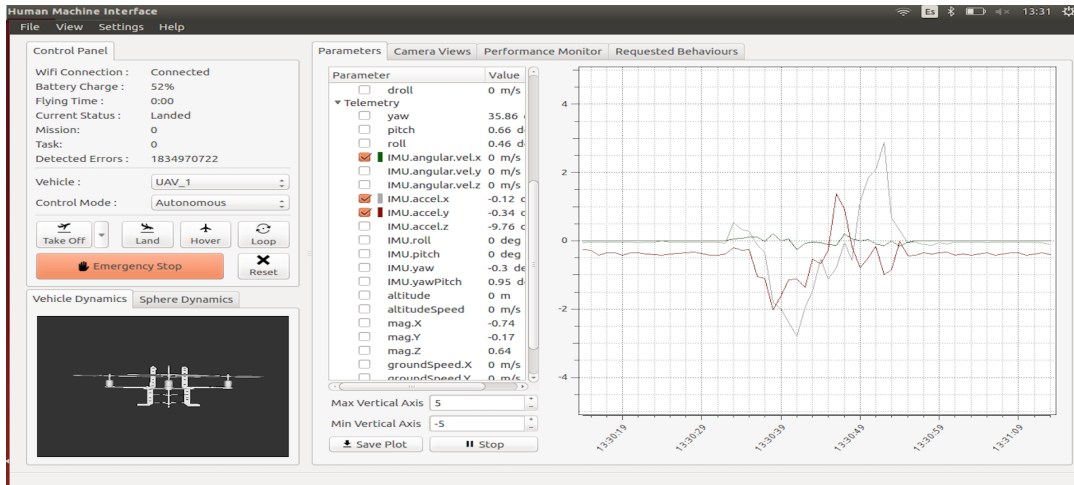 Human Machine Interface
Es 13:31
File View Settings Help
Control Panel
Wifi Connection : Connected
Battery Charge : 52%
Flying Time : 0:00
Current Status : Landed
Mission: 0
Task: 0
Detected Errors : 1834970722
Vehicle : UAV_1
Control Mode : Autonomous
Take Off Land Hover Loop
Emergency Stop Reset
Vehicle Dynamics Sphere Dynamics
Parameters Camera Views Performance Monitor Requested Behaviours
Parameter Value
droll 0 m/s
Telemetry
yaw 35.86
pitch 0.66 d
roll 0.46 d
IMU.angular.vel.x 0 m/s
IMU.angular.vel.y 0 m/s
IMU.angular.vel.z 0 m/s
IMU.accel.x -0.12
IMU.accel.y -0.34
IMU.accel.z -9.76
IMU.roll 0 deg
IMU.pitch 0 deg
IMU.yaw -0.3 de
IMU.yawPitch 0.95 d
altitude 0 m
altitudeSpeed 0 m/s
mag.X -0.74
mag.Y -0.17
mag.Z 0.64
groundSpeed.X 0 m/s
groundSpeed.Y 0 m/s
Max Vertical Axis 5
Min Vertical Axis -5
Save Plot Stop
4
2
0
-2
-4
13:30:19 13:30:29 13:30:39 13:30:49 13:30:59 13:31:09